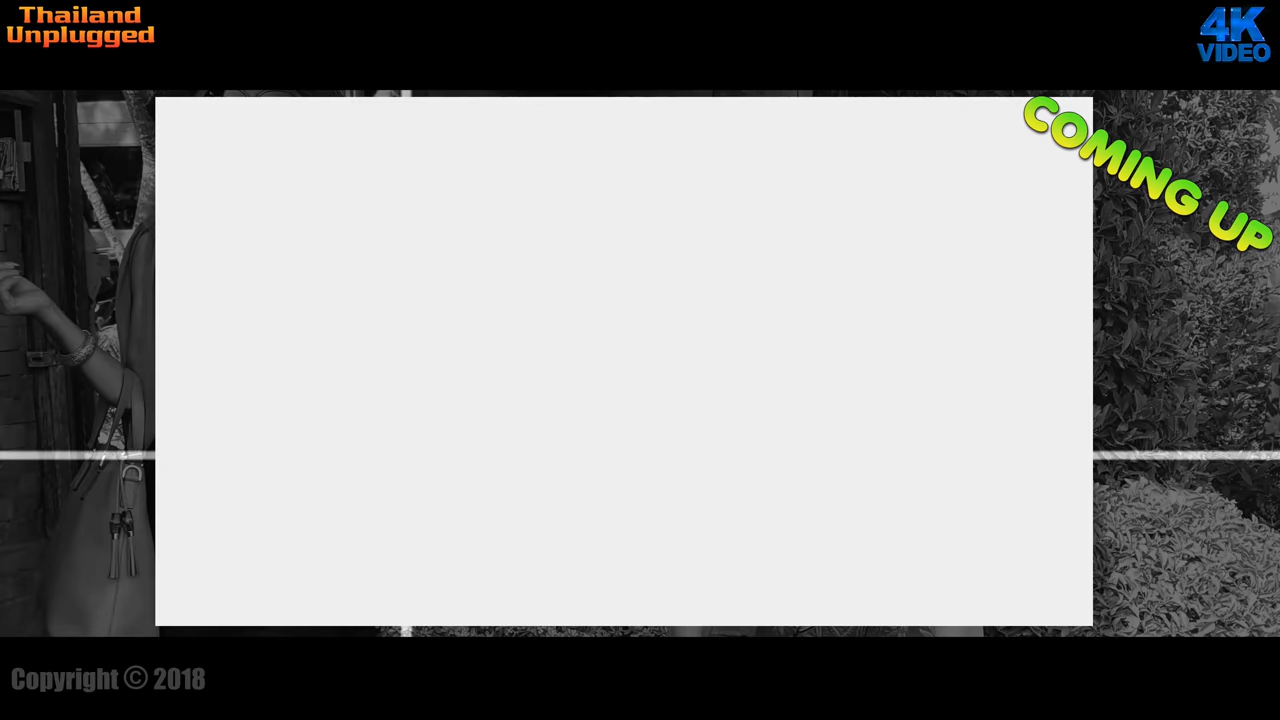 Thailand
Unplugged
4K
VIDEO
COMING UP
Copyright © 2018